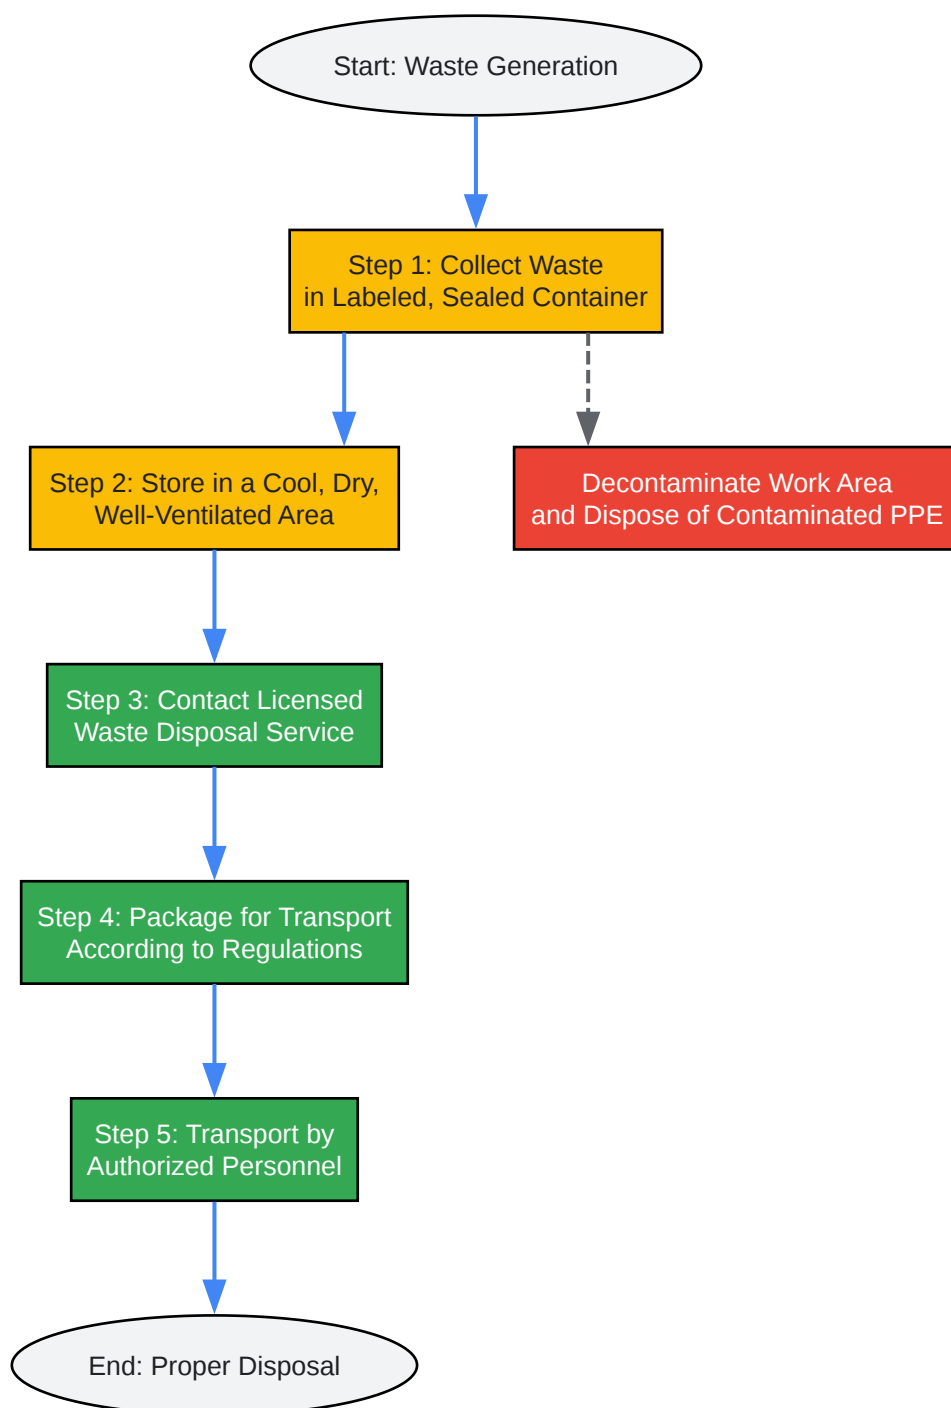 Start: Waste Generation
Step 1: Collect Waste
in Labeled, Sealed Container
Step 2: Store in a Cool, Dry,
Well-Ventilated Area
Decontaminate Work Area
and Dispose of Contaminated PPE
Step 3: Contact Licensed
Waste Disposal Service
Step 4: Package for Transport
According to Regulations
Step 5: Transport by
Authorized Personnel
End: Proper Disposal